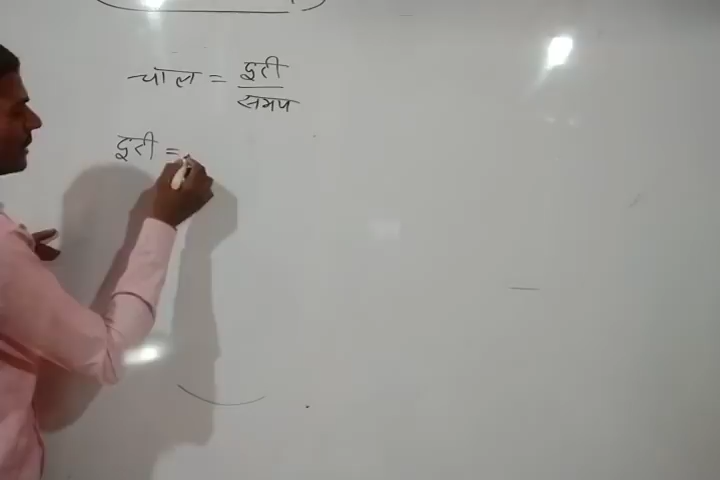 चाल = दूरी / समय
दूरी =